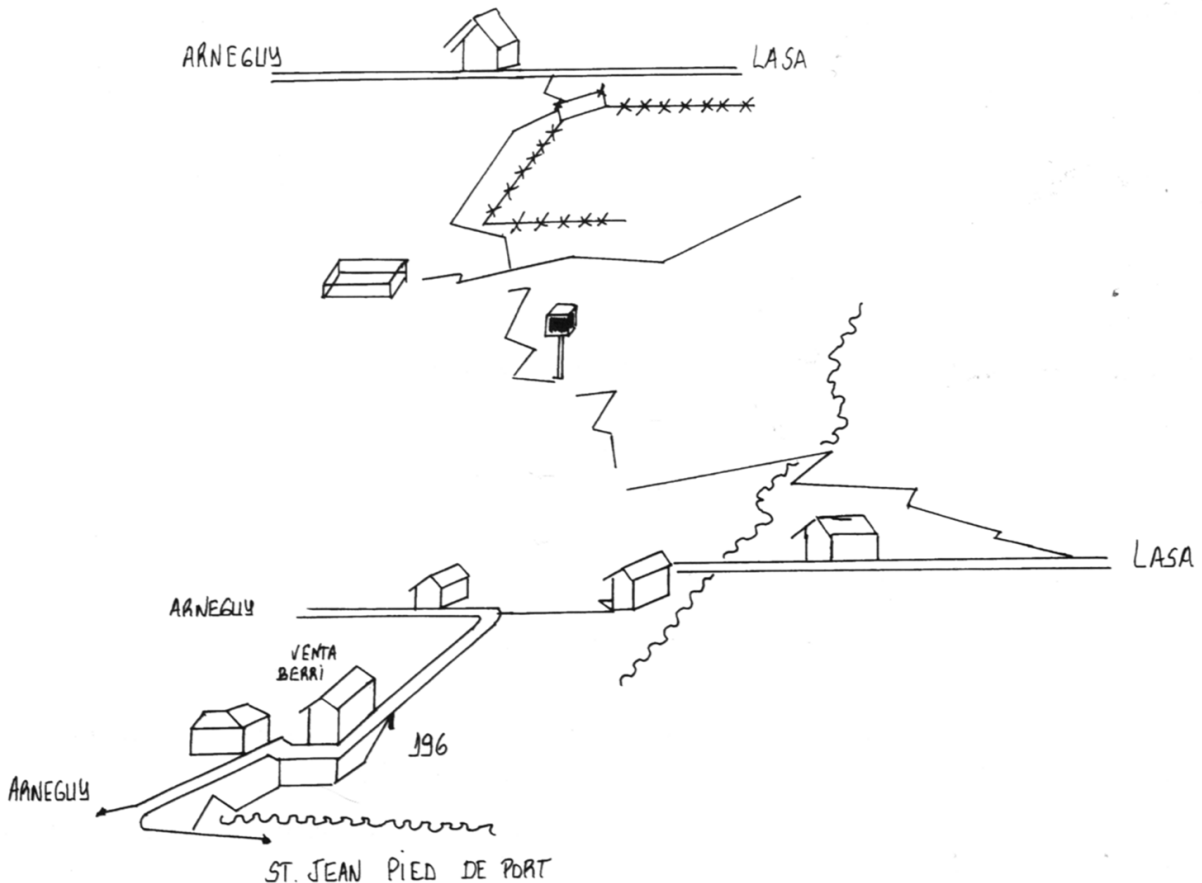 ARNEGUY
LASA
LASA
ARNEGUY
VENTA
BERRI
196
ARNEGUY
ST. JEAN PIED DE PORT